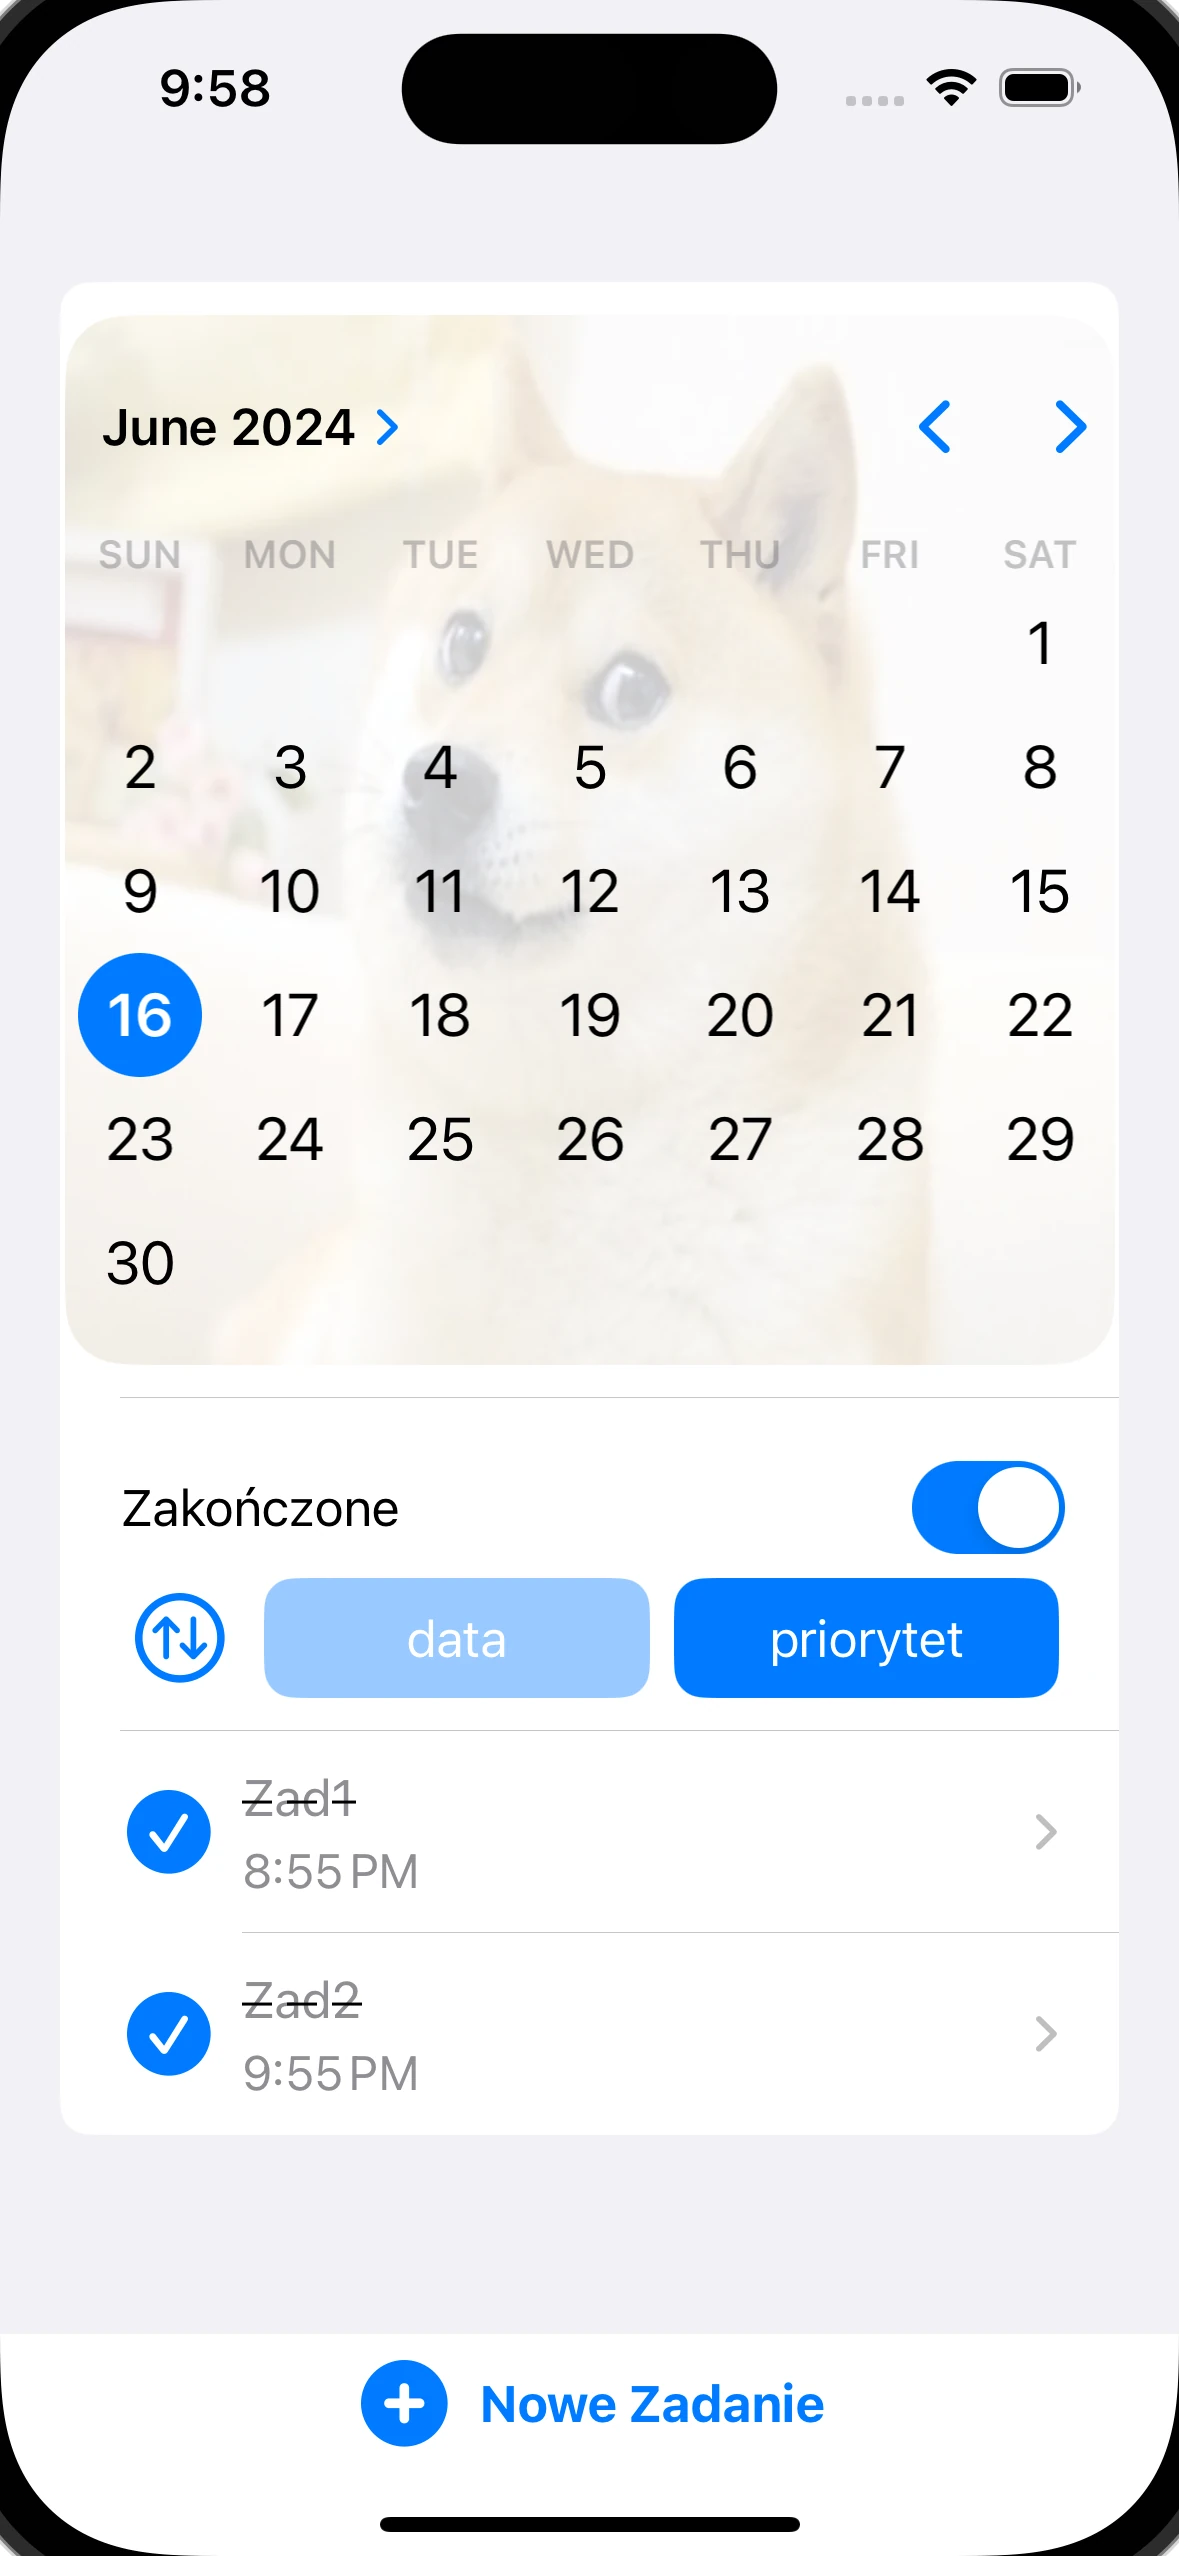 9:58
June 2024
SUN MON TUE WED THU FRI SAT
1
2 3 4 5 6 7 8
9 10 11 12 13 14 15
16 17 18 19 20 21 22
23 24 25 26 27 28 29
30
Zakończone
data priorytet
Zad1
8:55 PM
Zad2
9:55 PM
Nowe Zadanie